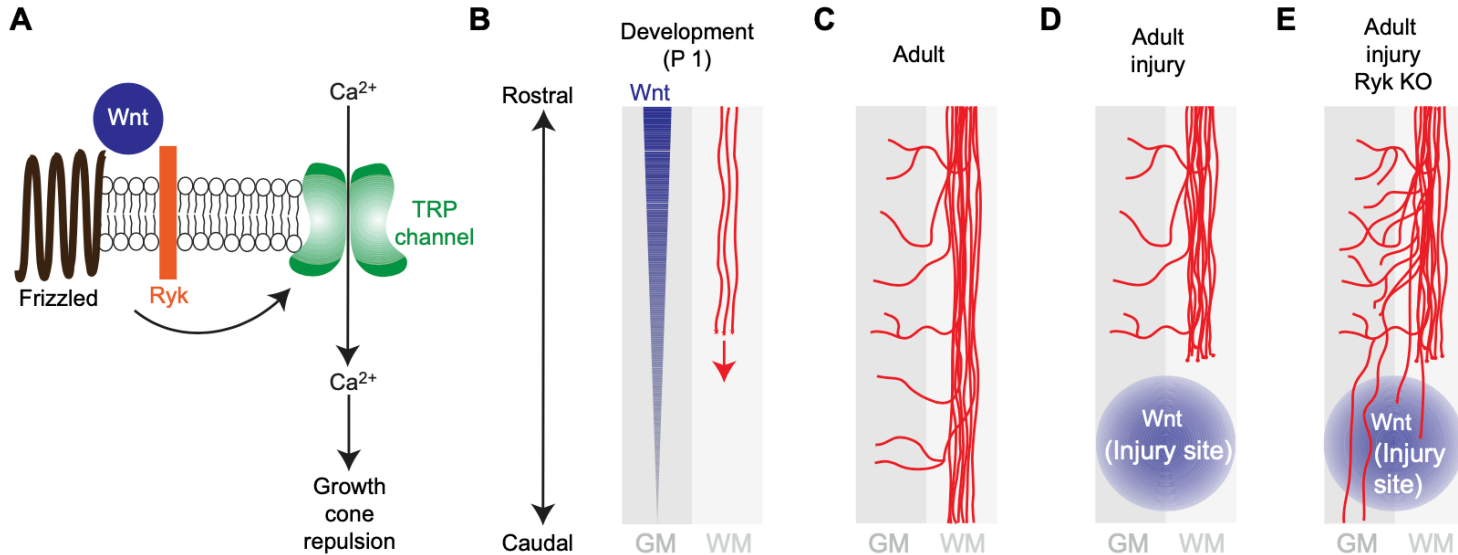 A
Wnt
Ca2+
TRP
channel
Frizzled
Ryk
Ca2+
Growth
cone
repulsion
B
Development
(P 1)
Rostral
Wnt
Caudal
GM
WM
C
Adult
GM
WM
D
Adult
injury
Wnt
(Injury site)
GM
WM
E
Adult
injury
Ryk KO
Wnt
(Injury
site)
GM
WM